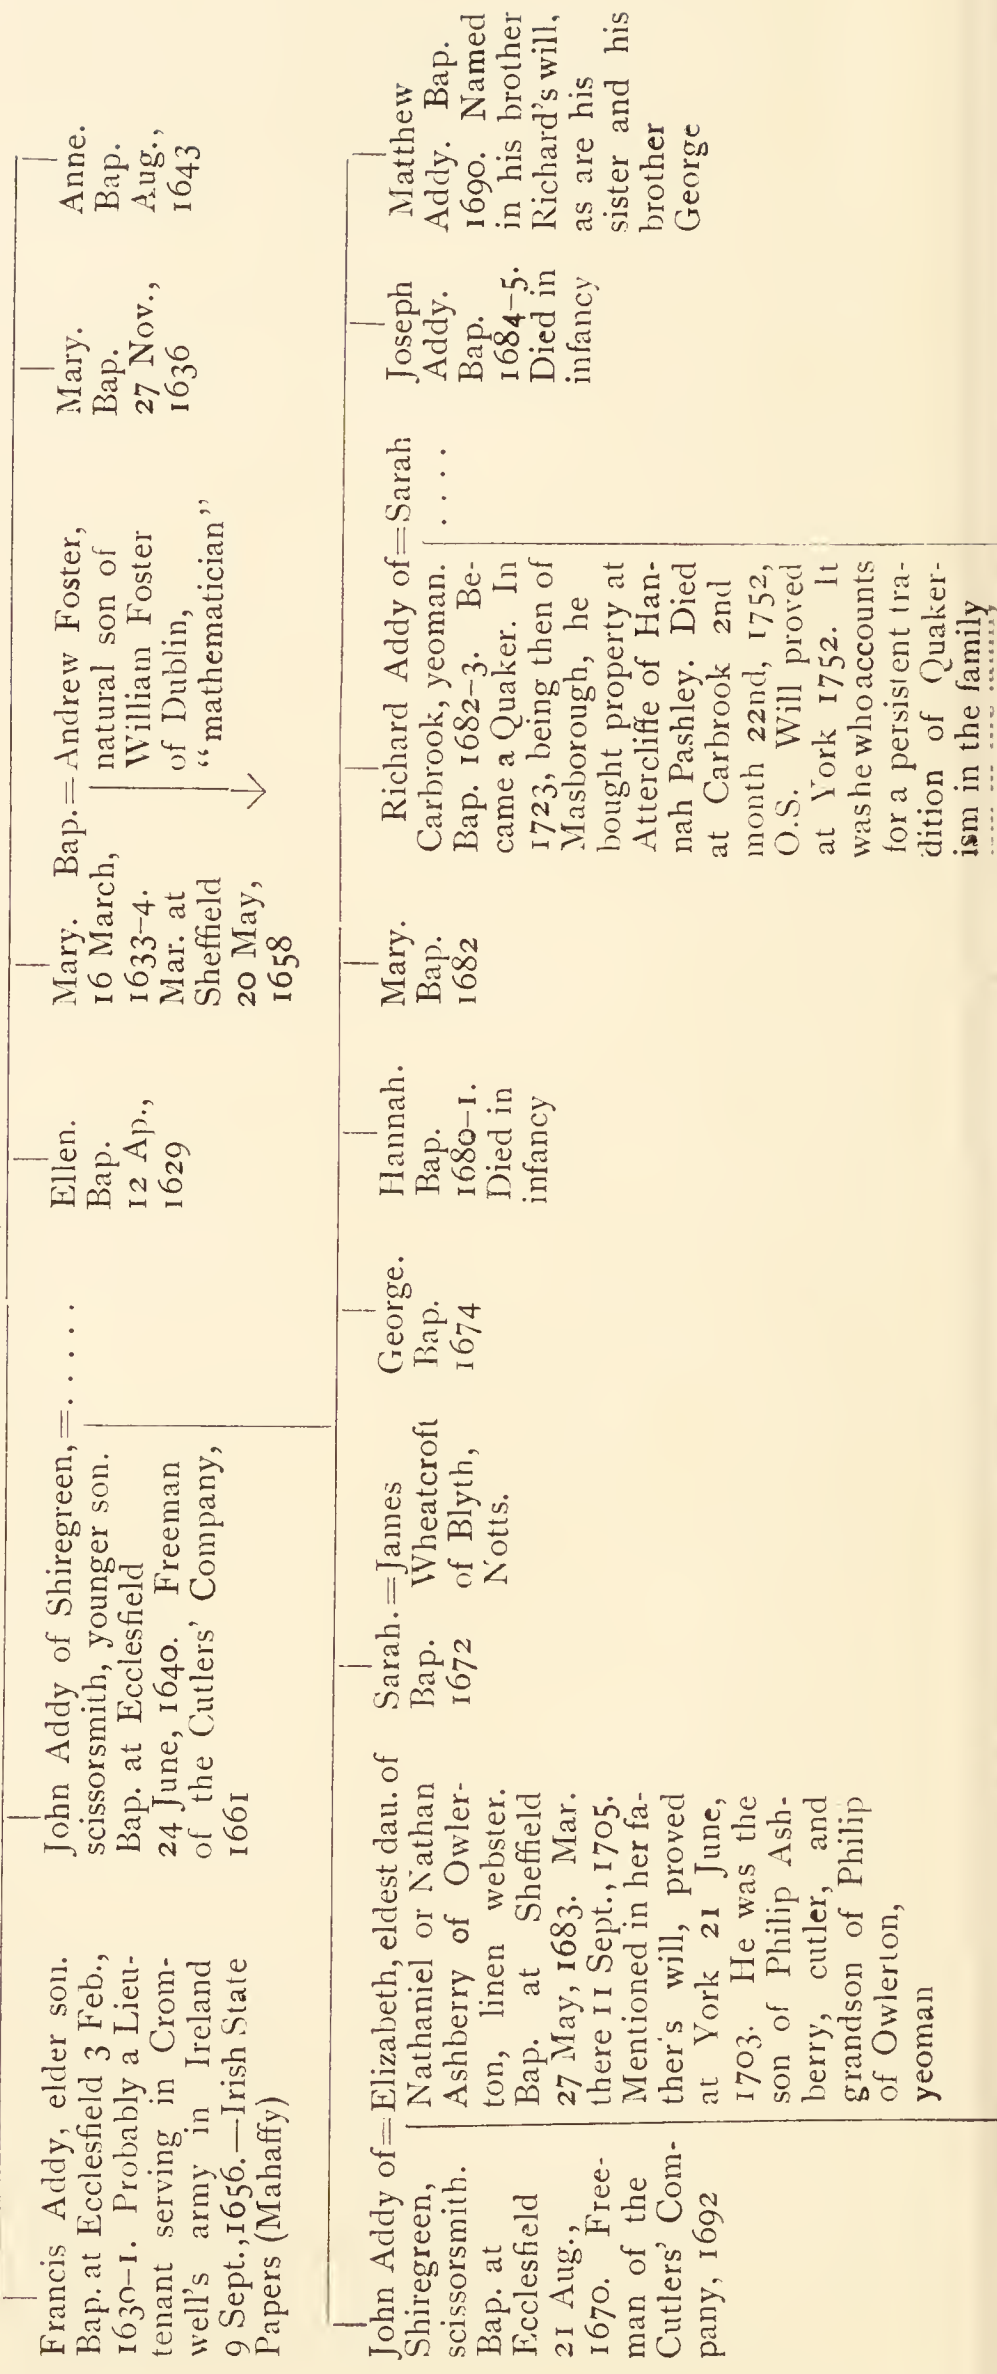 Francis Addy, elder son.
Bap. at Ecclesfield 3 Feb.,
1630–1. Probably a Lieu-
tenant serving in Crom-
well's army in Ireland
9 Sept., 1656.—Irish State
Papers (Mahaffy)
John Addy of Shiregreen,=. . . . .
scissorsmith, younger son.
Bap. at Ecclesfield
24 June, 1640. Freeman
of the Cutlers' Company,
1661
Ellen.
Bap.
12 Ap.,
1629
Mary. Bap.=Andrew Foster,
16 March,
1633–4.
Mar. at
Sheffield
20 May,
1658
natural son of
Willian Foster
of Dublin,
“mathematician”
Mary.
Bap.
27 Nov.,
1636
Anne.
Bap.
Aug.,
1643
John Addy of=Elizabeth, eldest dau. of
Shiregreen,
scissorsmith.
Bap. at
Ecclesfield
21 Aug.,
1670. Free-
man of the
Cutlers' Com-
pany, 1692
Nathaniel or Nathan
Ashberry of Owler-
ton, linen webster.
Bap. at Sheffield
27 May, 1683. Mar.
there 11 Sept., 1705.
Mentioned in her fa-
ther's will, proved
at York 21 June,
1703. He was the
son of Philip Ash-
berry, cutler, and
grandson of Philip
of Owlerton,
yeoman
Sarah.=James
Bap.
1672
Wheatcroft
of Blyth,
Notts.
George.
Bap.
1674
Hannah.
Bap.
1680–1.
Died in
infancy
Mary.
Bap.
1682
Richard Addy of=Sarah
Carbrook, yeoman.
Bap. 1682–3. Be-
came a Quaker. In
1723, being then of
Masborough, he
bought property at
Attercliffe of Han-
nah Pashley. Died
at Carbrook 2nd
month 22nd, 1752,
O.S. Will proved
at York 1752. It
was he who accounts
for a persistent tra-
dition of Quaker-
ism in the family
. . . .
Joseph
Addy.
Bap.
1684–5.
Died in
infancy
Matthew
Addy. Bap.
1690. Named
in his brother
Richard's will,
as are his
sister and his
brother
George